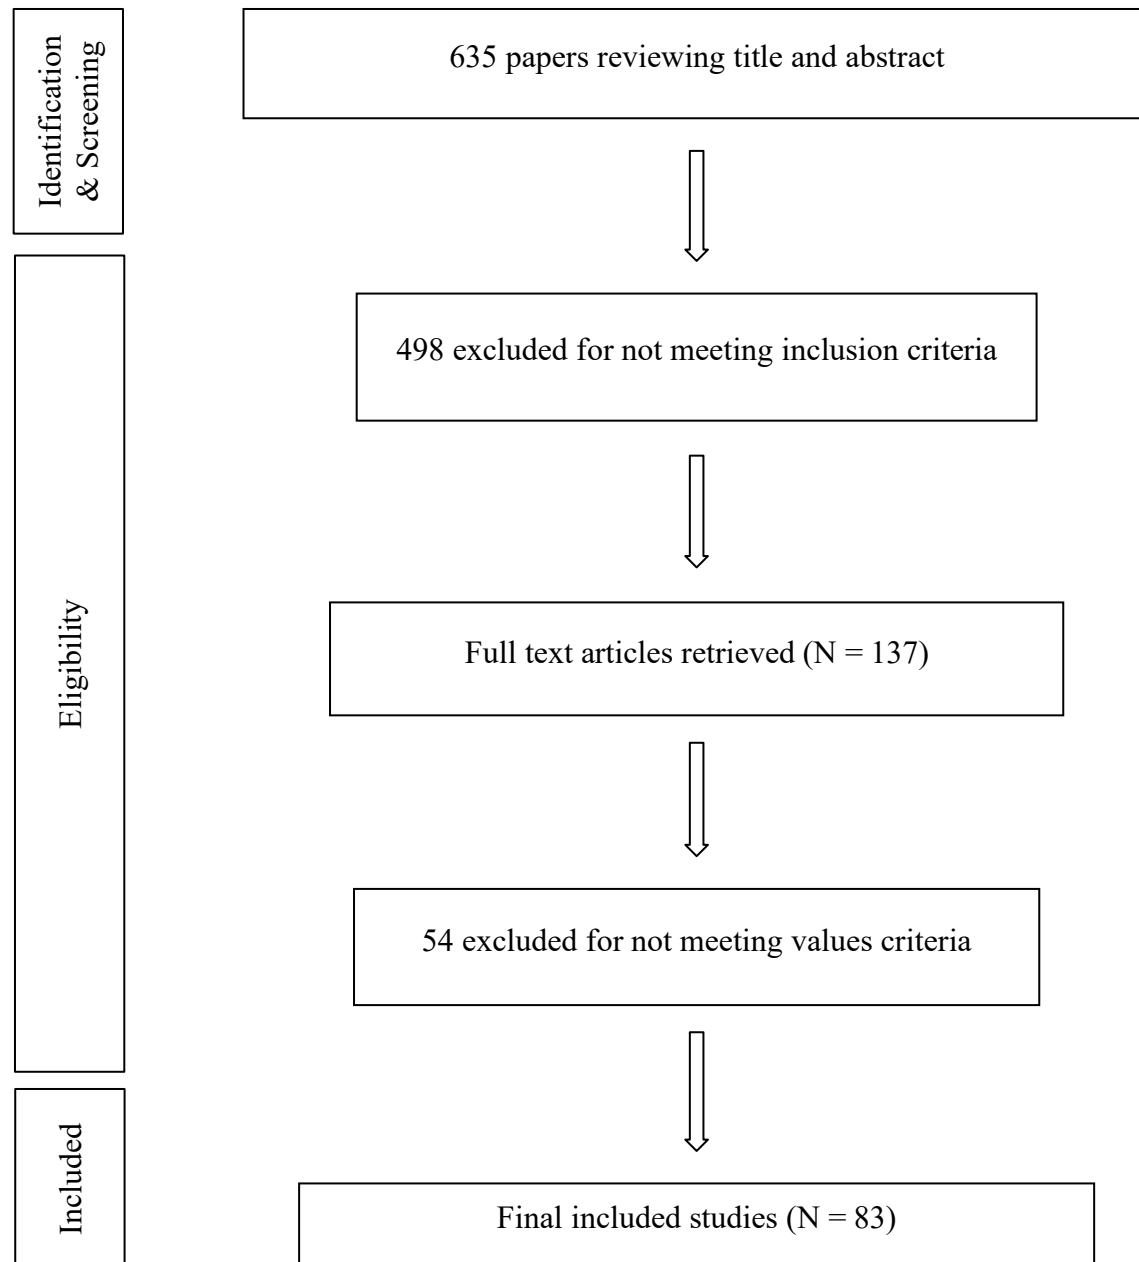 Identification
& Screening
635 papers reviewing title and abstract
Eligibility
498 excluded for not meeting inclusion criteria
Full text articles retrieved (N = 137)
54 excluded for not meeting values criteria
Included
Final included studies (N = 83)